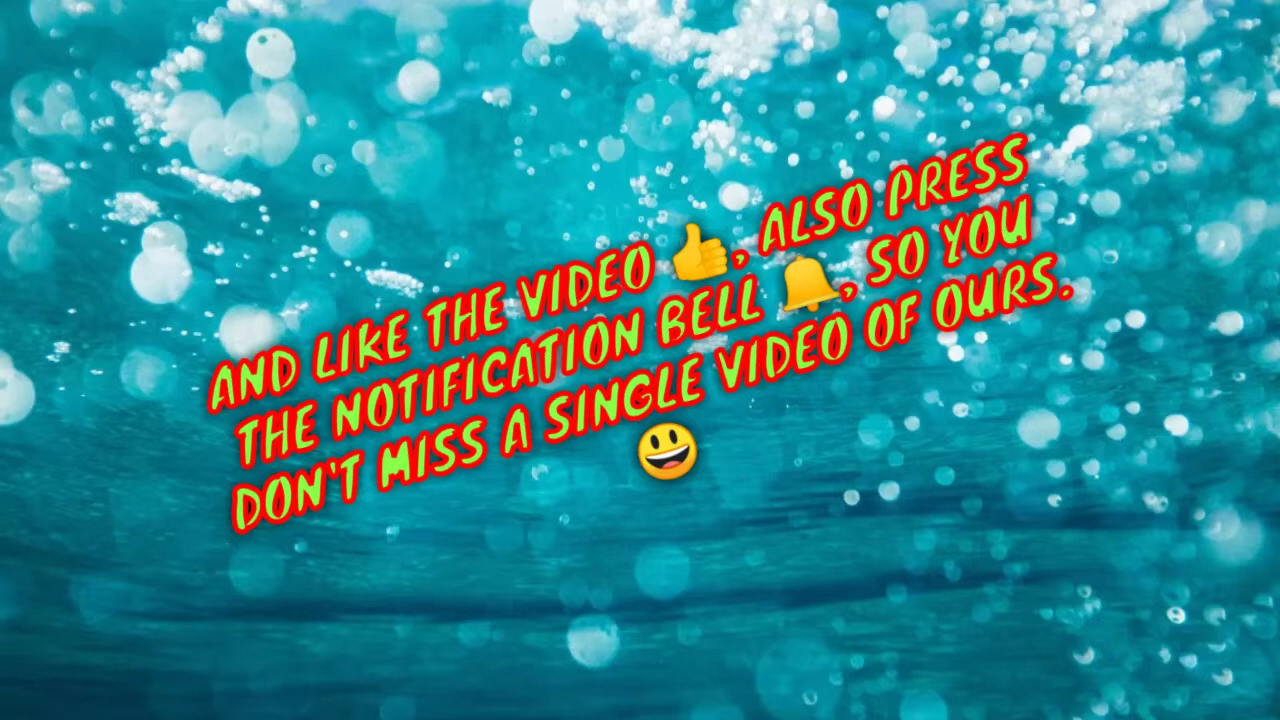 AND LIKE THE VIDEO 👍, ALSO PRESS
THE NOTIFICATION BELL 🔔, SO YOU
DON'T MISS A SINGLE VIDEO OF OURS.
😃